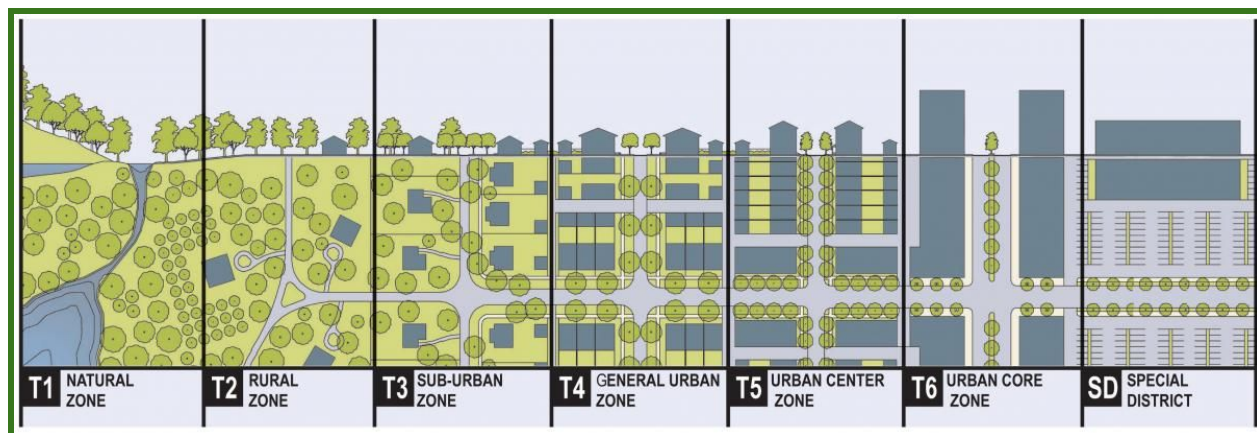 T1 NATURAL
ZONE
T2 RURAL
ZONE
T3 SUB-URBAN
ZONE
T4 GENERAL URBAN
ZONE
T5 URBAN CENTER
ZONE
T6 URBAN CORE
ZONE
SD SPECIAL
DISTRICT